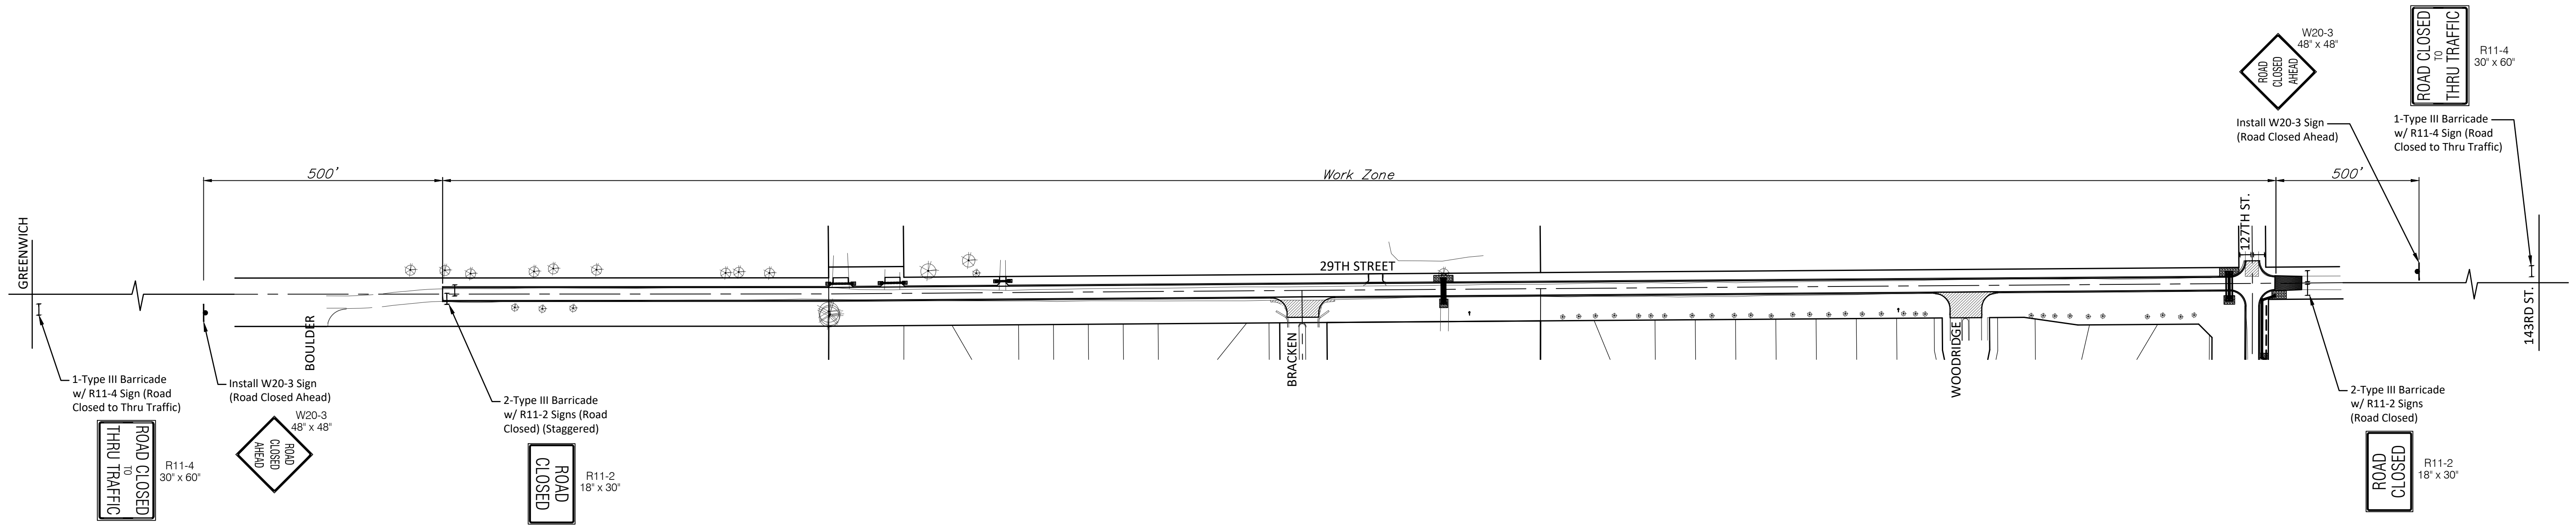 W20-3
48" x 48"
ROAD
CLOSED
AHEAD
ROAD CLOSED
TO
THRU TRAFFIC
R11-4
30" x 60"
Install W20-3 Sign
(Road Closed Ahead)
1-Type III Barricade
w/ R11-4 Sign (Road
Closed to Thru Traffic)
500'
Work Zone
500'
GREENWICH
127TH ST.
29TH STREET
143RD ST.
BOULDER
BRACKEN
WOODRIDGE
1-Type III Barricade
w/ R11-4 Sign (Road
Closed to Thru Traffic)
ROAD CLOSED
TO
THRU TRAFFIC
R11-4
30" x 60"
Install W20-3 Sign
(Road Closed Ahead)
W20-3
48" x 48"
ROAD
CLOSED
AHEAD
2-Type III Barricade
w/ R11-2 Signs (Road
Closed) (Staggered)
ROAD
CLOSED
R11-2
18" x 30"
2-Type III Barricade
w/ R11-2 Signs
(Road Closed)
ROAD
CLOSED
R11-2
18" x 30"